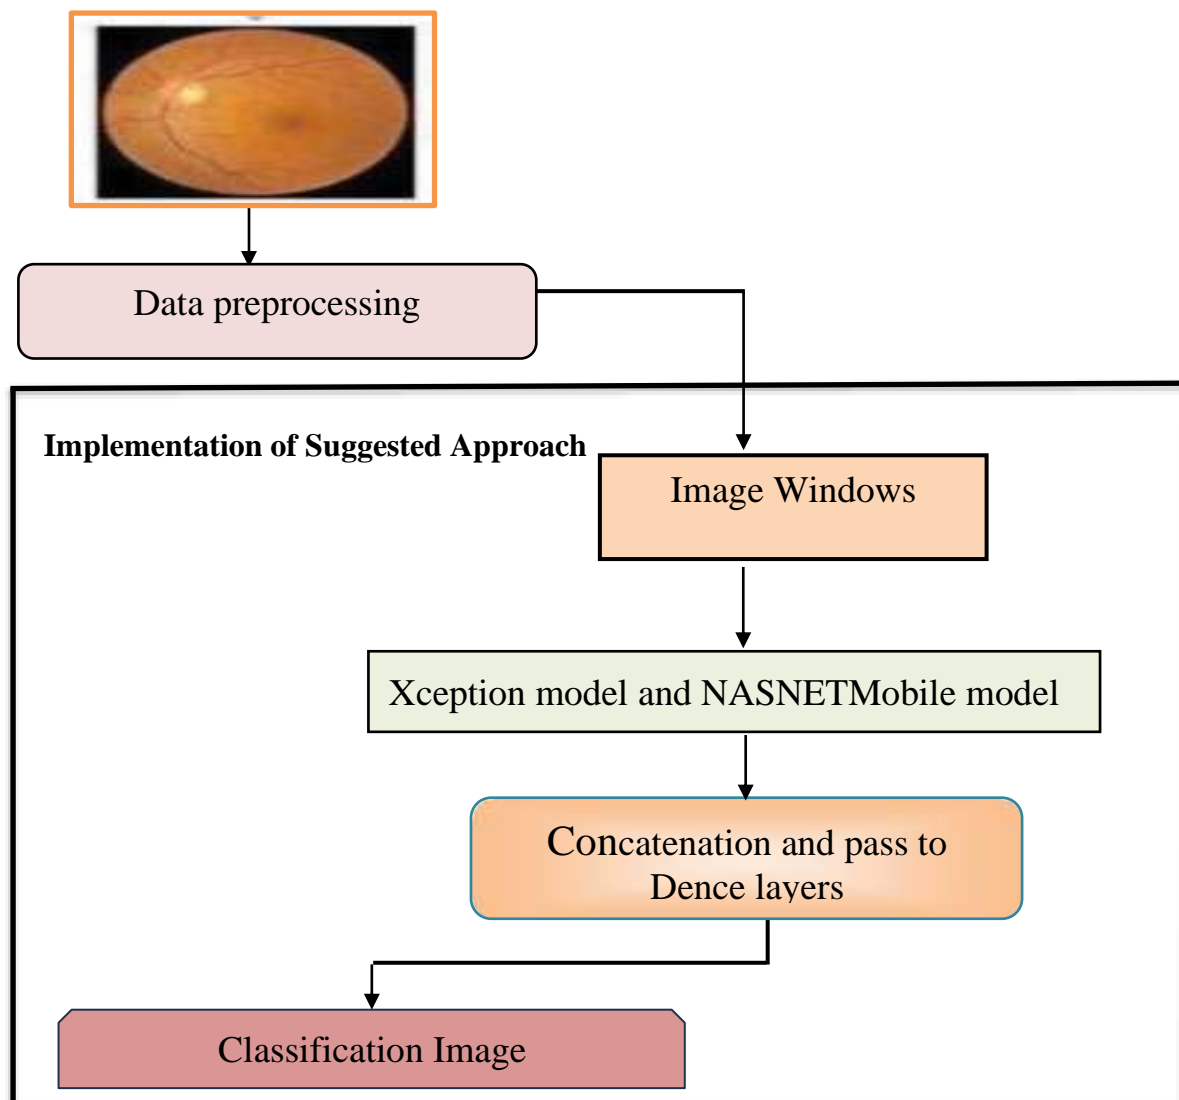 Data preprocessing
Implementation of Suggested Approach
Image Windows
Xception model and NASNETMobile model
Concatenation and pass to
Dence layers
Classification Image